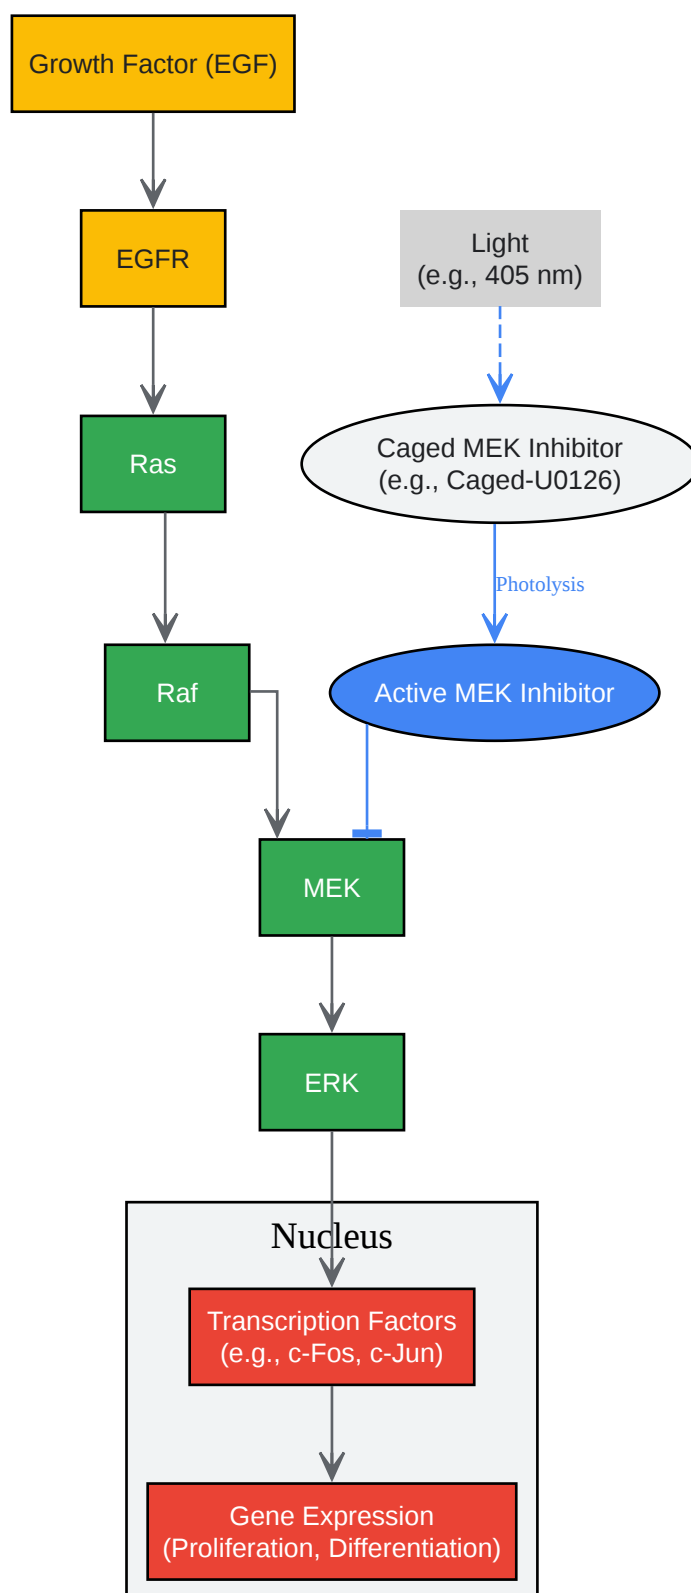 Growth Factor (EGF)
EGFR
Light
(e.g., 405 nm)
Ras
Caged MEK Inhibitor
(e.g., Caged-U0126)
Photolysis
Raf
Active MEK Inhibitor
MEK
ERK
Nucleus
Transcription Factors
(e.g., c-Fos, c-Jun)
Gene Expression
(Proliferation, Differentiation)